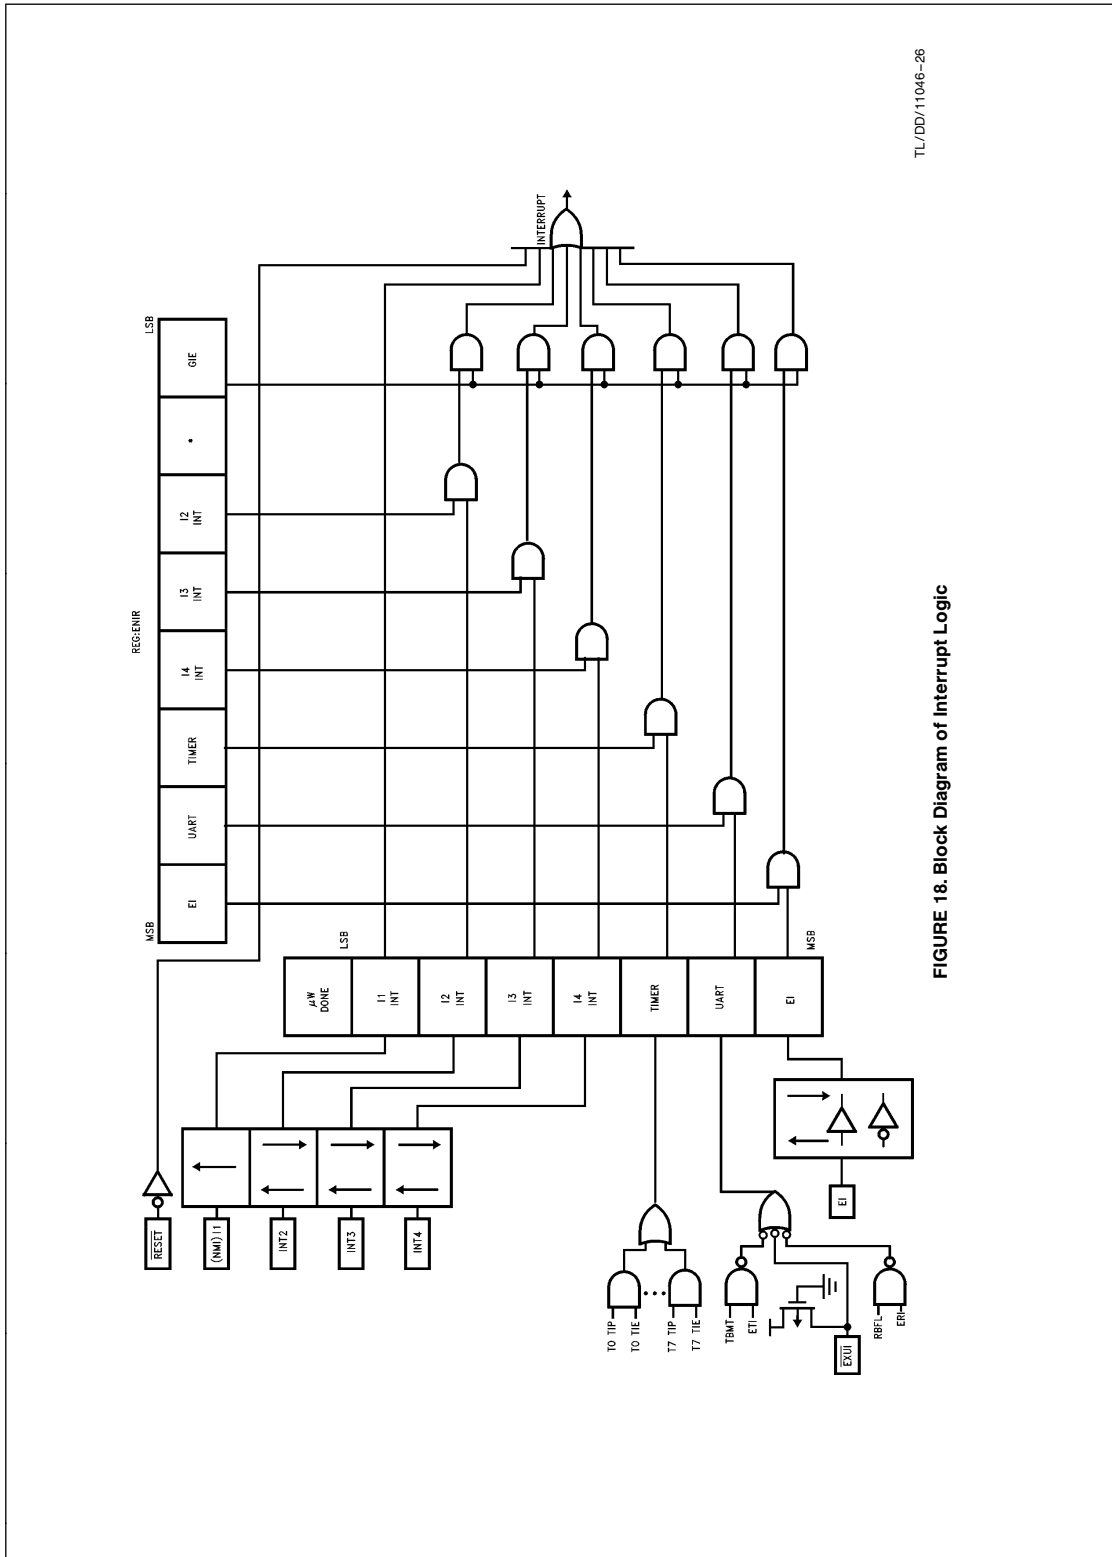 TL/DD/11046–26
INTERRUPT
LSB
GIE
*
I2
INT
I3
INT
REG:ENIR
I4
INT
TIMER
UART
EI
MSB
LSB
μW
DONE
I1
INT
I2
INT
I3
INT
I4
INT
TIMER
UART
EI
MSB
RESET
(NMI) I1
INT2
INT3
INT4
T0 TIP
T0 TIE
T7 TIP
T7 TIE
TBMT
ETI
EXUI
RBFL
ERI
EI
FIGURE 18. Block Diagram of Interrupt Logic